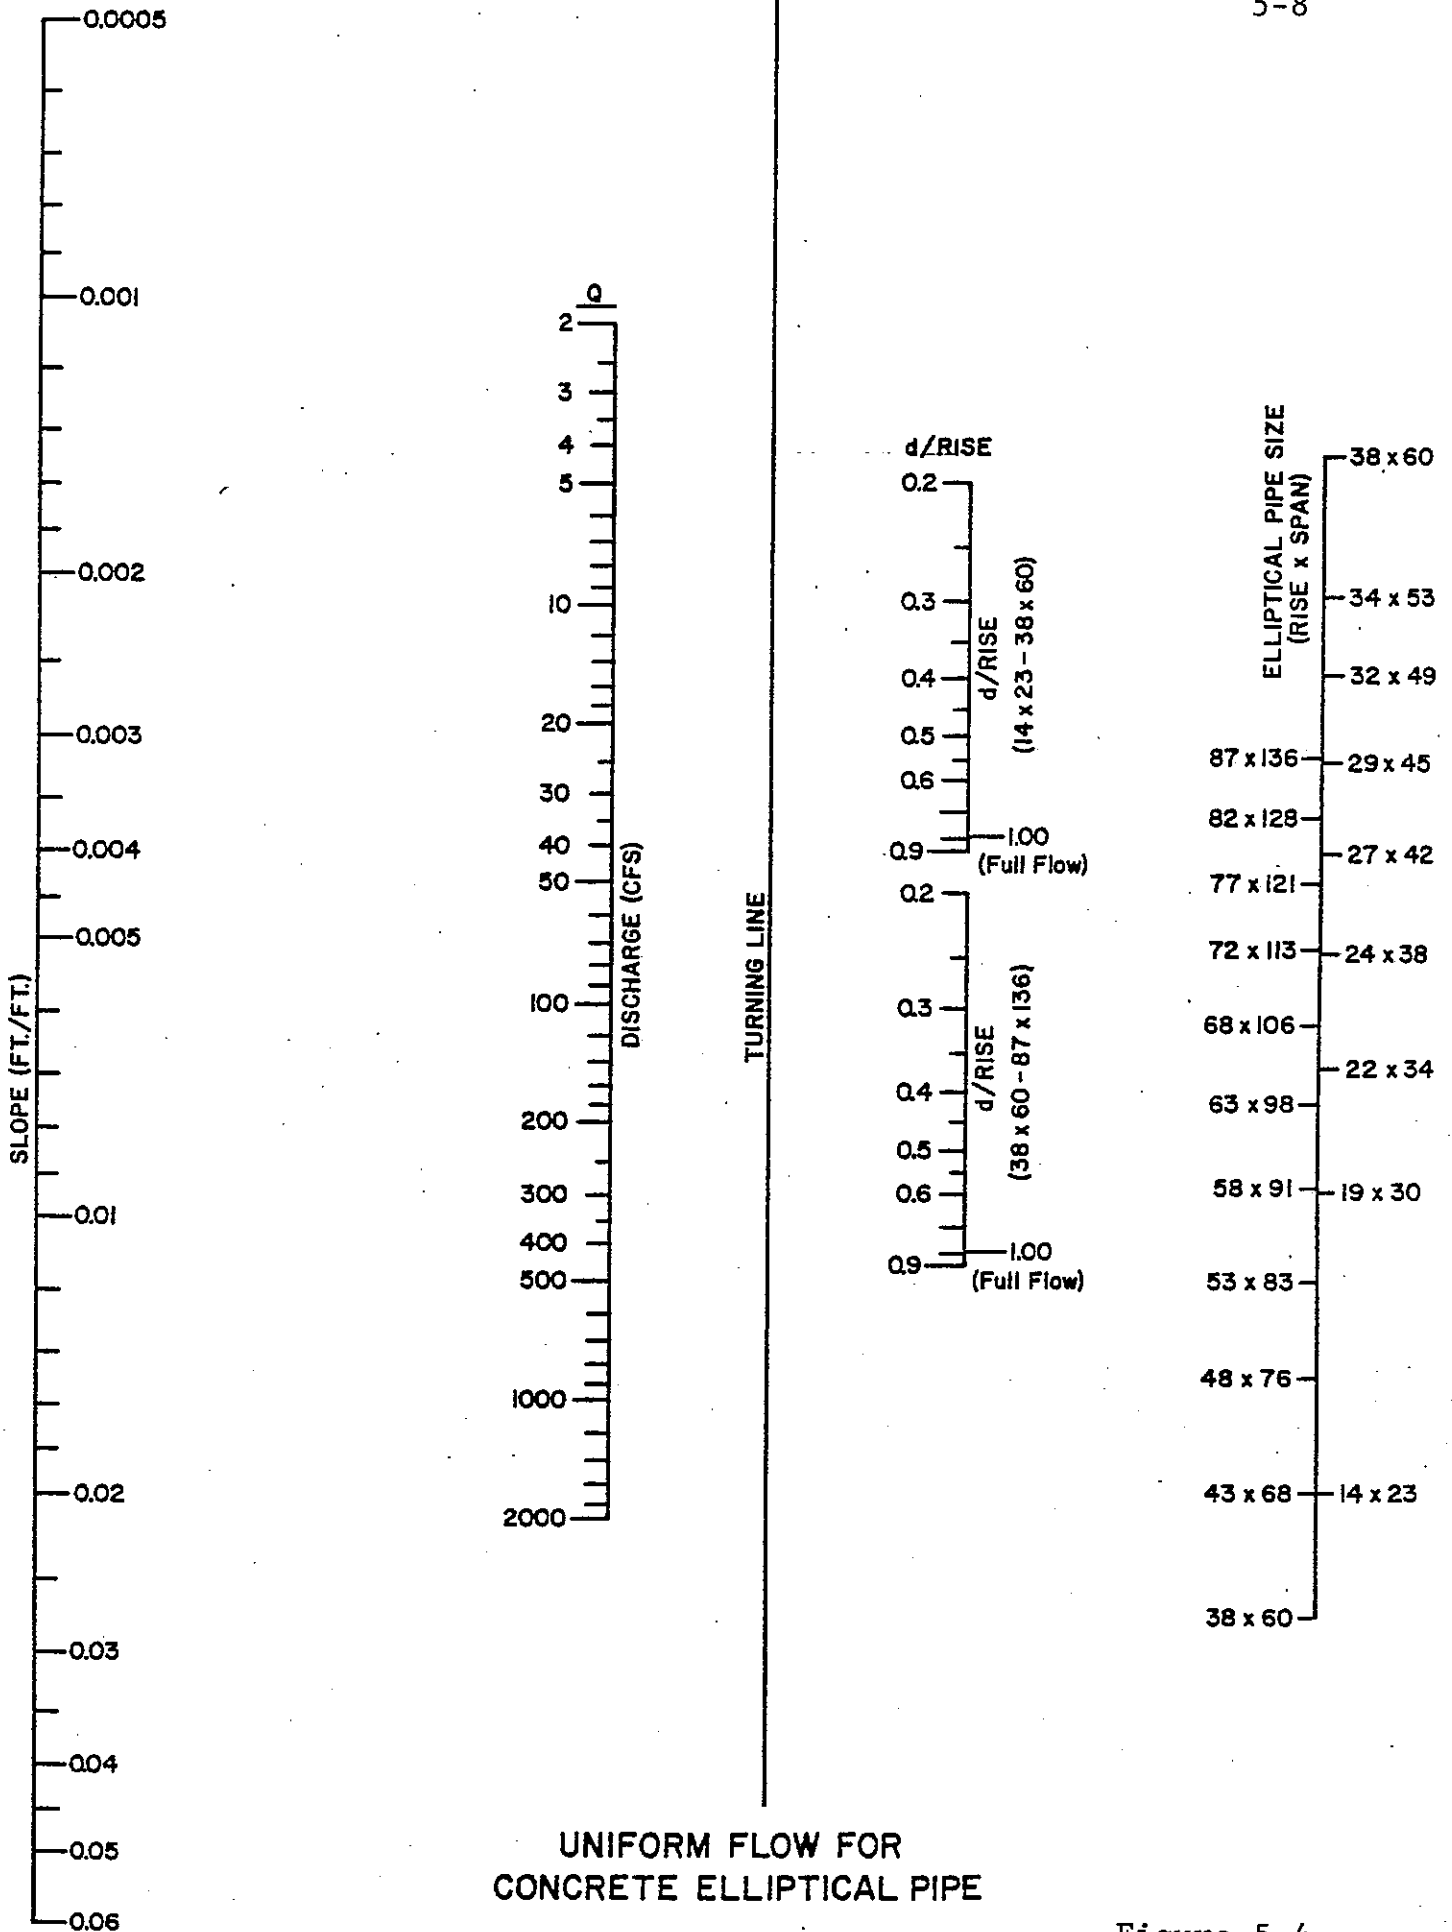 5-8
0.0005
0.001
0.002
0.003
0.004
0.005
0.01
0.02
0.03
0.04
0.05
0.06
SLOPE (FT./FT.)
Q
2
3
4
5
10
20
30
40
50
100
200
300
400
500
1000
2000
DISCHARGE (CFS)
TURNING LINE
d/RISE
0.2
0.3
0.4
0.5
0.6
0.9
1.00
(Full Flow)
d/RISE
(14 x 23-38 x 60)
0.2
0.3
0.4
0.5
0.6
0.9
1.00
(Full Flow)
d/RISE
(38 x 60-87 x 136)
ELLIPTICAL PIPE SIZE
(RISE x SPAN)
87 x 136
82 x 128
77 x 121
72 x 113
68 x 106
63 x 98
58 x 91
53 x 83
48 x 76
43 x 68
38 x 60
38 x 60
34 x 53
32 x 49
29 x 45
27 x 42
24 x 38
22 x 34
19 x 30
14 x 23
UNIFORM FLOW FOR
CONCRETE ELLIPTICAL PIPE
Figure 5-4